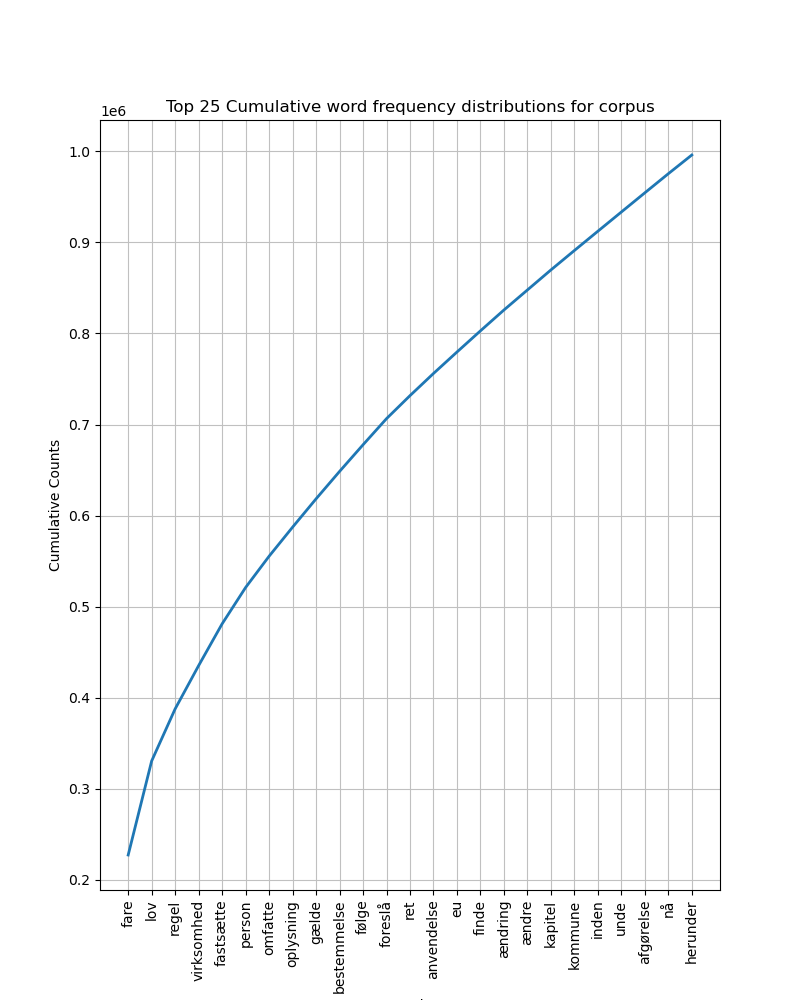 Top 25 Cumulative word frequency distributions for corpus
1e6
1.0
0.9
0.8
0.7
0.6
0.5
0.4
0.3
0.2
Cumulative Counts
fare
lov
regel
virksomhed
fastsætte
person
omfatte
oplysning
gælde
bestemmelse
følge
foreslå
ret
anvendelse
eu
finde
ændring
ændre
kapitel
kommune
inden
unde
afgørelse
nå
herunder